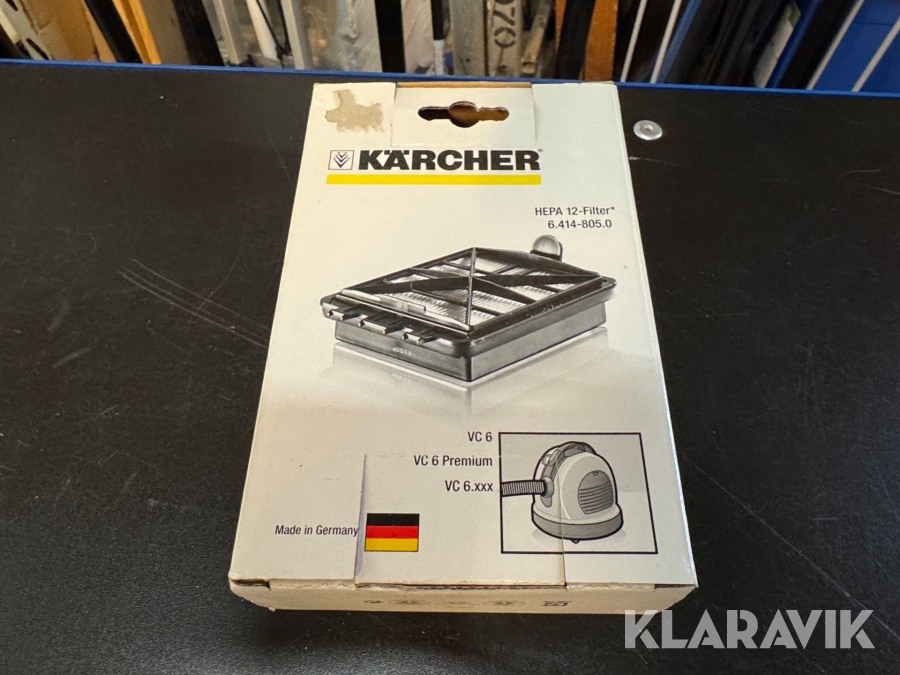 KÄRCHER®
HEPA 12-Filter*
6.414-805.0
VC 6
VC 6 Premium
VC 6.xxx
Made in Germany
KLARAVIK